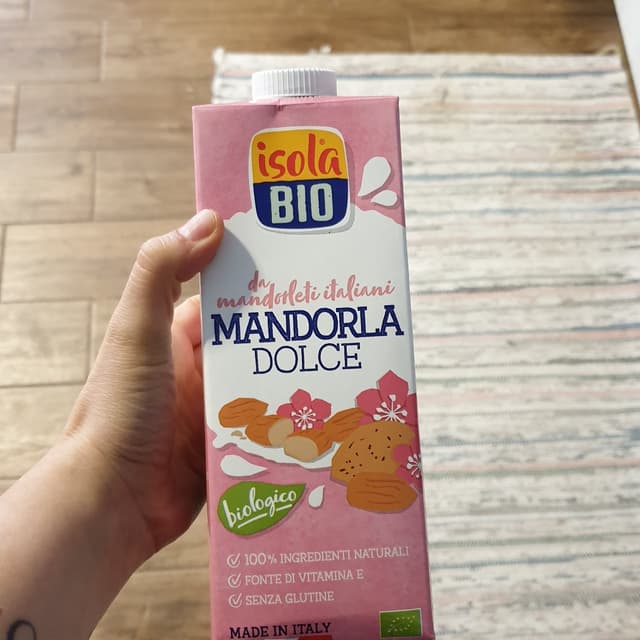 isola
BIO
da
mandorleti italiani
MANDORLA
DOLCE
biologico
100% INGREDIENTI NATURALI
FONTE DI VITAMINA E
SENZA GLUTINE
MADE IN ITALY